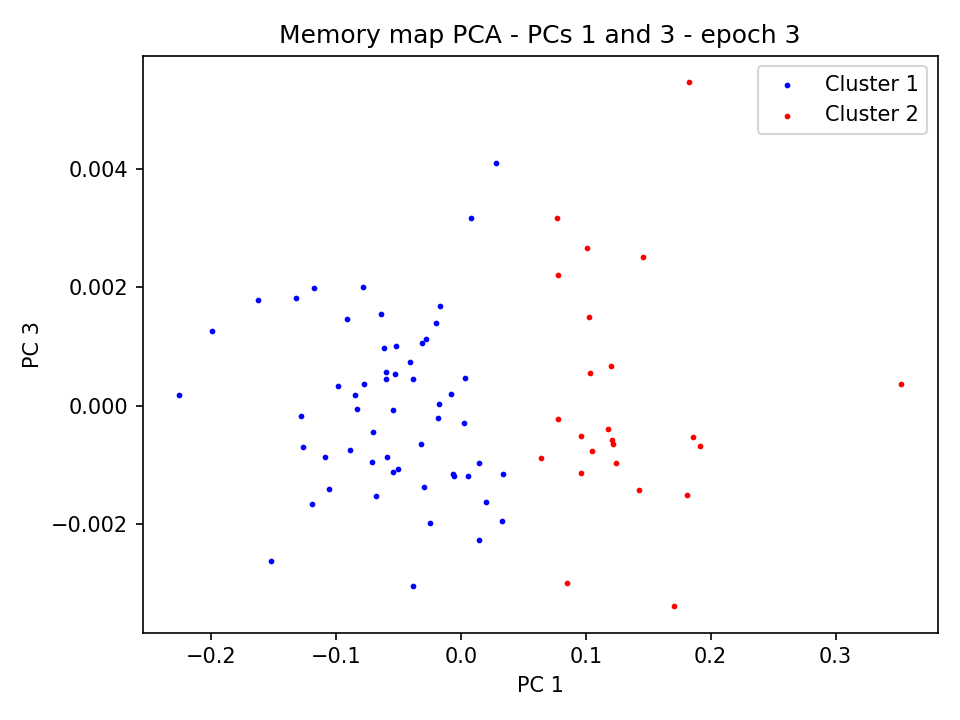 Memory map PCA - PCs 1 and 3 - epoch 3
Cluster 1
Cluster 2
0.004
0.002
0.000
−0.002
PC 3
−0.2
−0.1
0.0
0.1
0.2
0.3
PC 1